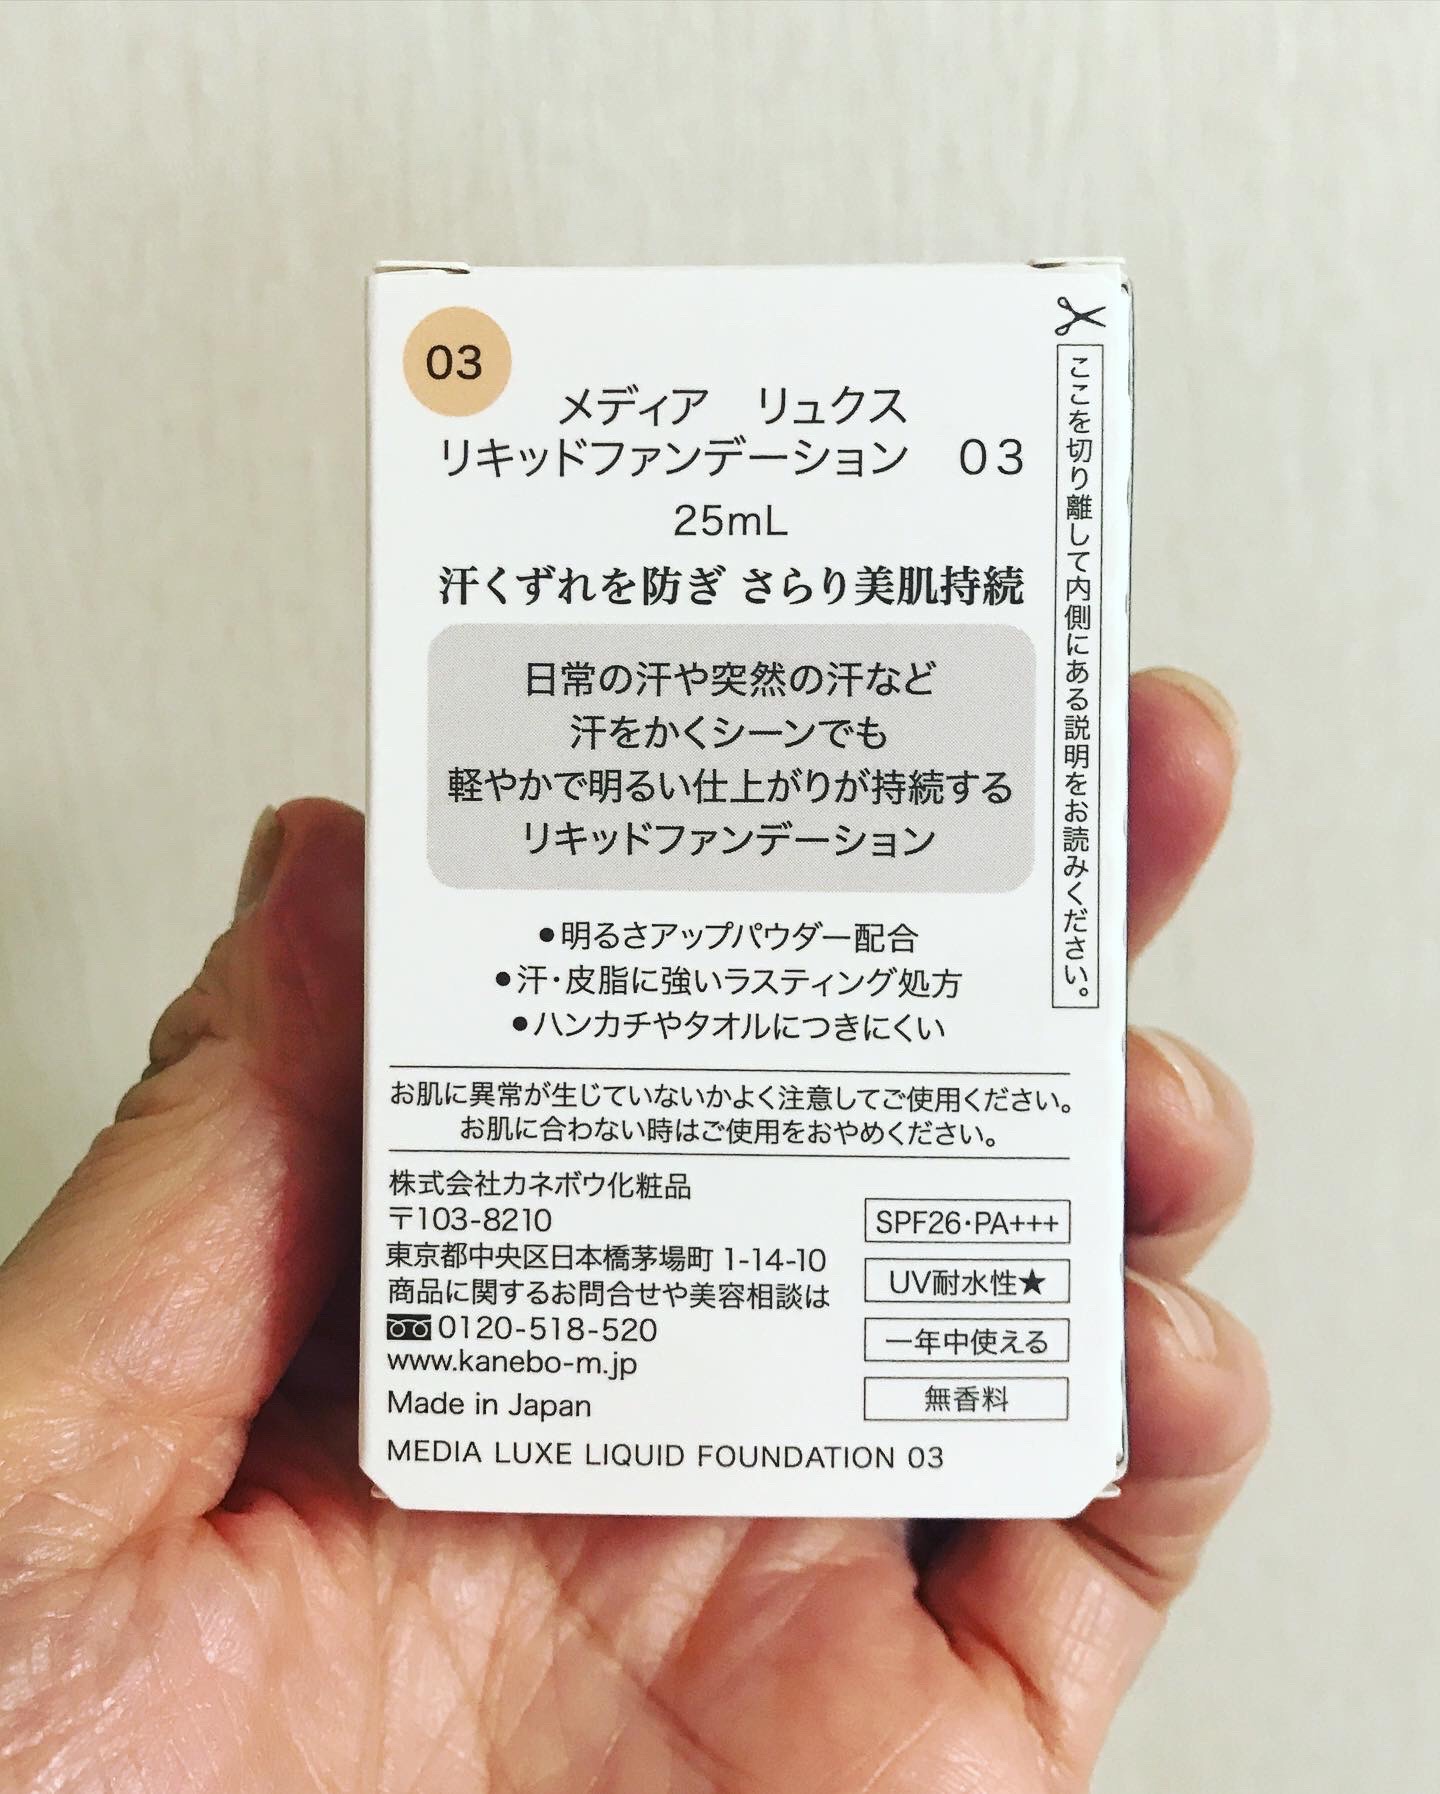 03
メディア　リュクス
リキッドファンデーション　03
25mL
汗くずれを防ぎ さらり美肌持続
日常の汗や突然の汗など
汗をかくシーンでも
軽やかで明るい仕上がりが持続する
リキッドファンデーション
●明るさアップパウダー配合
●汗・皮脂に強いラスティング処方
●ハンカチやタオルにつきにくい
お肌に異常が生じていないかよく注意してご使用ください。
お肌に合わない時はご使用をおやめください。
株式会社カネボウ化粧品
〒103-8210
東京都中央区日本橋茅場町 1-14-10
商品に関するお問合せや美容相談は
0120-518-520
www.kanebo-m.jp
Made in Japan
MEDIA LUXE LIQUID FOUNDATION 03
SPF26・PA+++
UV耐水性★
一年中使える
無香料
ここを切り離して内側にある説明をお読みください。